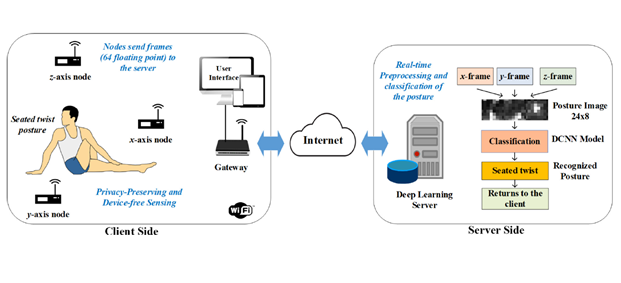 Nodes send frames
(64 floating point) to
the server
z-axis node
User
Interface
Seated twist
posture
x-axis node
Gateway
y-axis node
Privacy-Preserving and
Device-free Sensing
WiFi
Client Side
Internet
Real-time
Preprocessing and
classification of
the posture
Deep Learning
Server
x-frame
y-frame
z-frame
Posture Image
24x8
Classification
DCNN Model
Seated twist
Recognized
Posture
Returns to the
client
Server Side